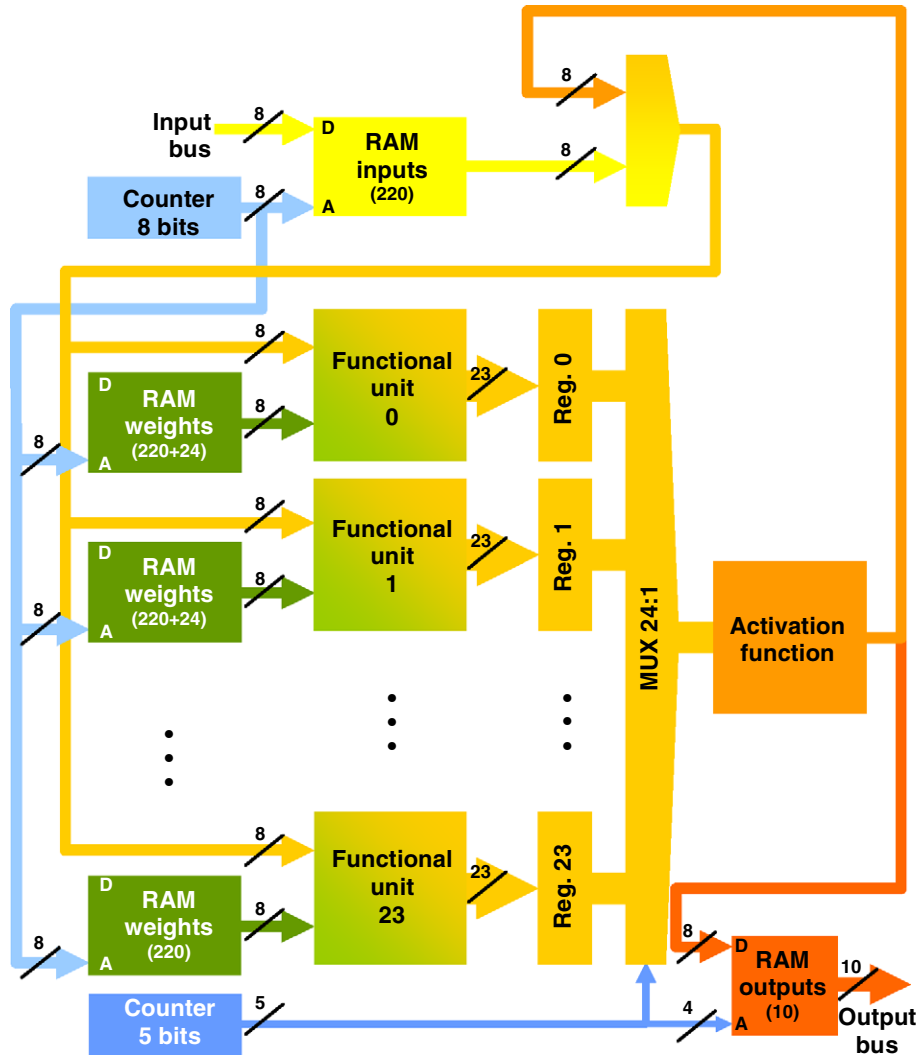 8
8
Input
bus
D
RAM
inputs
(220)
A
8
8
Counter
8 bits
8
Functional
unit
0
23
Reg. 0
D
RAM
weights
(220+24)
A
8
8
8
Functional
unit
1
23
Reg. 1
D
RAM
weights
(220+24)
A
8
8
MUX 24:1
Activation
function
8
Functional
unit
23
23
Reg. 23
D
RAM
weights
(220)
A
8
8
8
D
RAM
outputs
(10)
A
10
Output
bus
Counter
5 bits
5
4